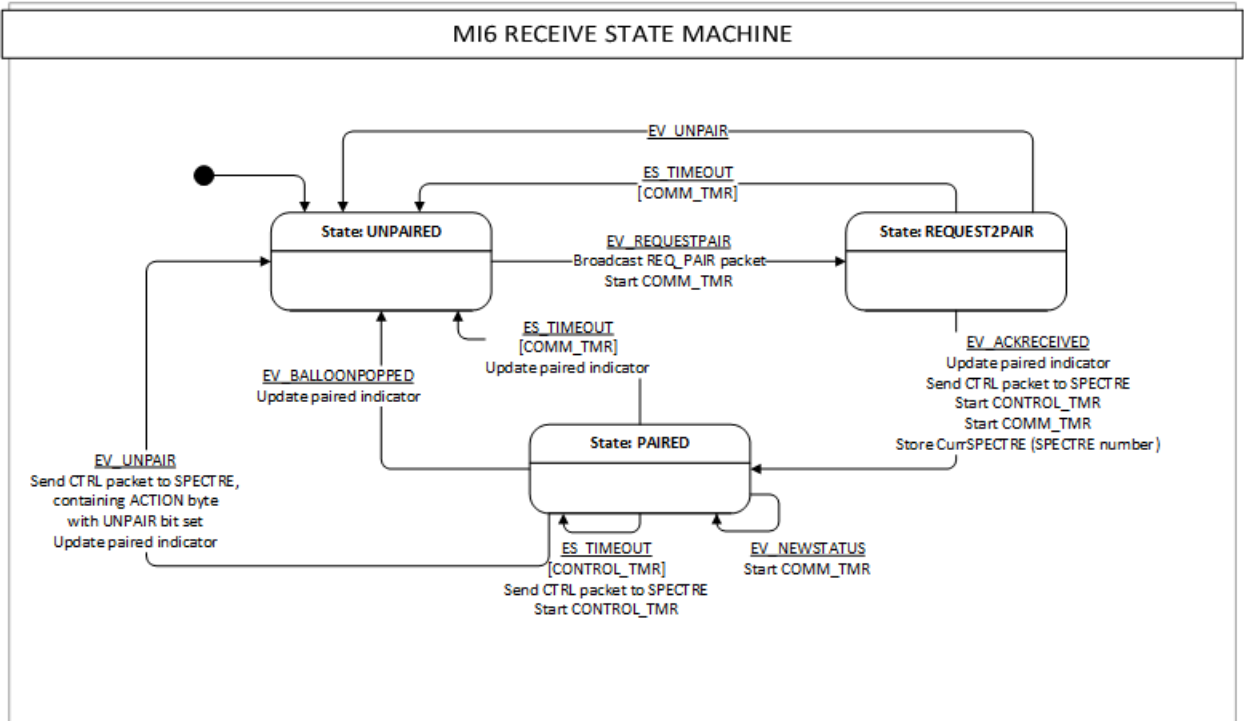 MI6 RECEIVE STATE MACHINE
EV_UNPAIR
ES_TIMEOUT
[COMM_TMR]
State: UNPAIRED
State: REQUEST2PAIR
EV_REQUESTPAIR
Broadcast REQ_PAIR packet
Start COMM_TMR
ES_TIMEOUT
[COMM_TMR]
Update paired indicator
EV_ACKRECEIVED
Update paired indicator
Send CTRL packet to SPECTRE
Start CONTROL_TMR
Start COMM_TMR
Store CurrSPECTRE (SPECTRE number)
EV_BALLOONPOPPED
Update paired indicator
State: PAIRED
EV_UNPAIR
Send CTRL packet to SPECTRE,
containing ACTION byte
with UNPAIR bit set
Update paired indicator
ES_TIMEOUT
[CONTROL_TMR]
Send CTRL packet to SPECTRE
Start CONTROL_TMR
EV_NEWSTATUS
Start COMM_TMR